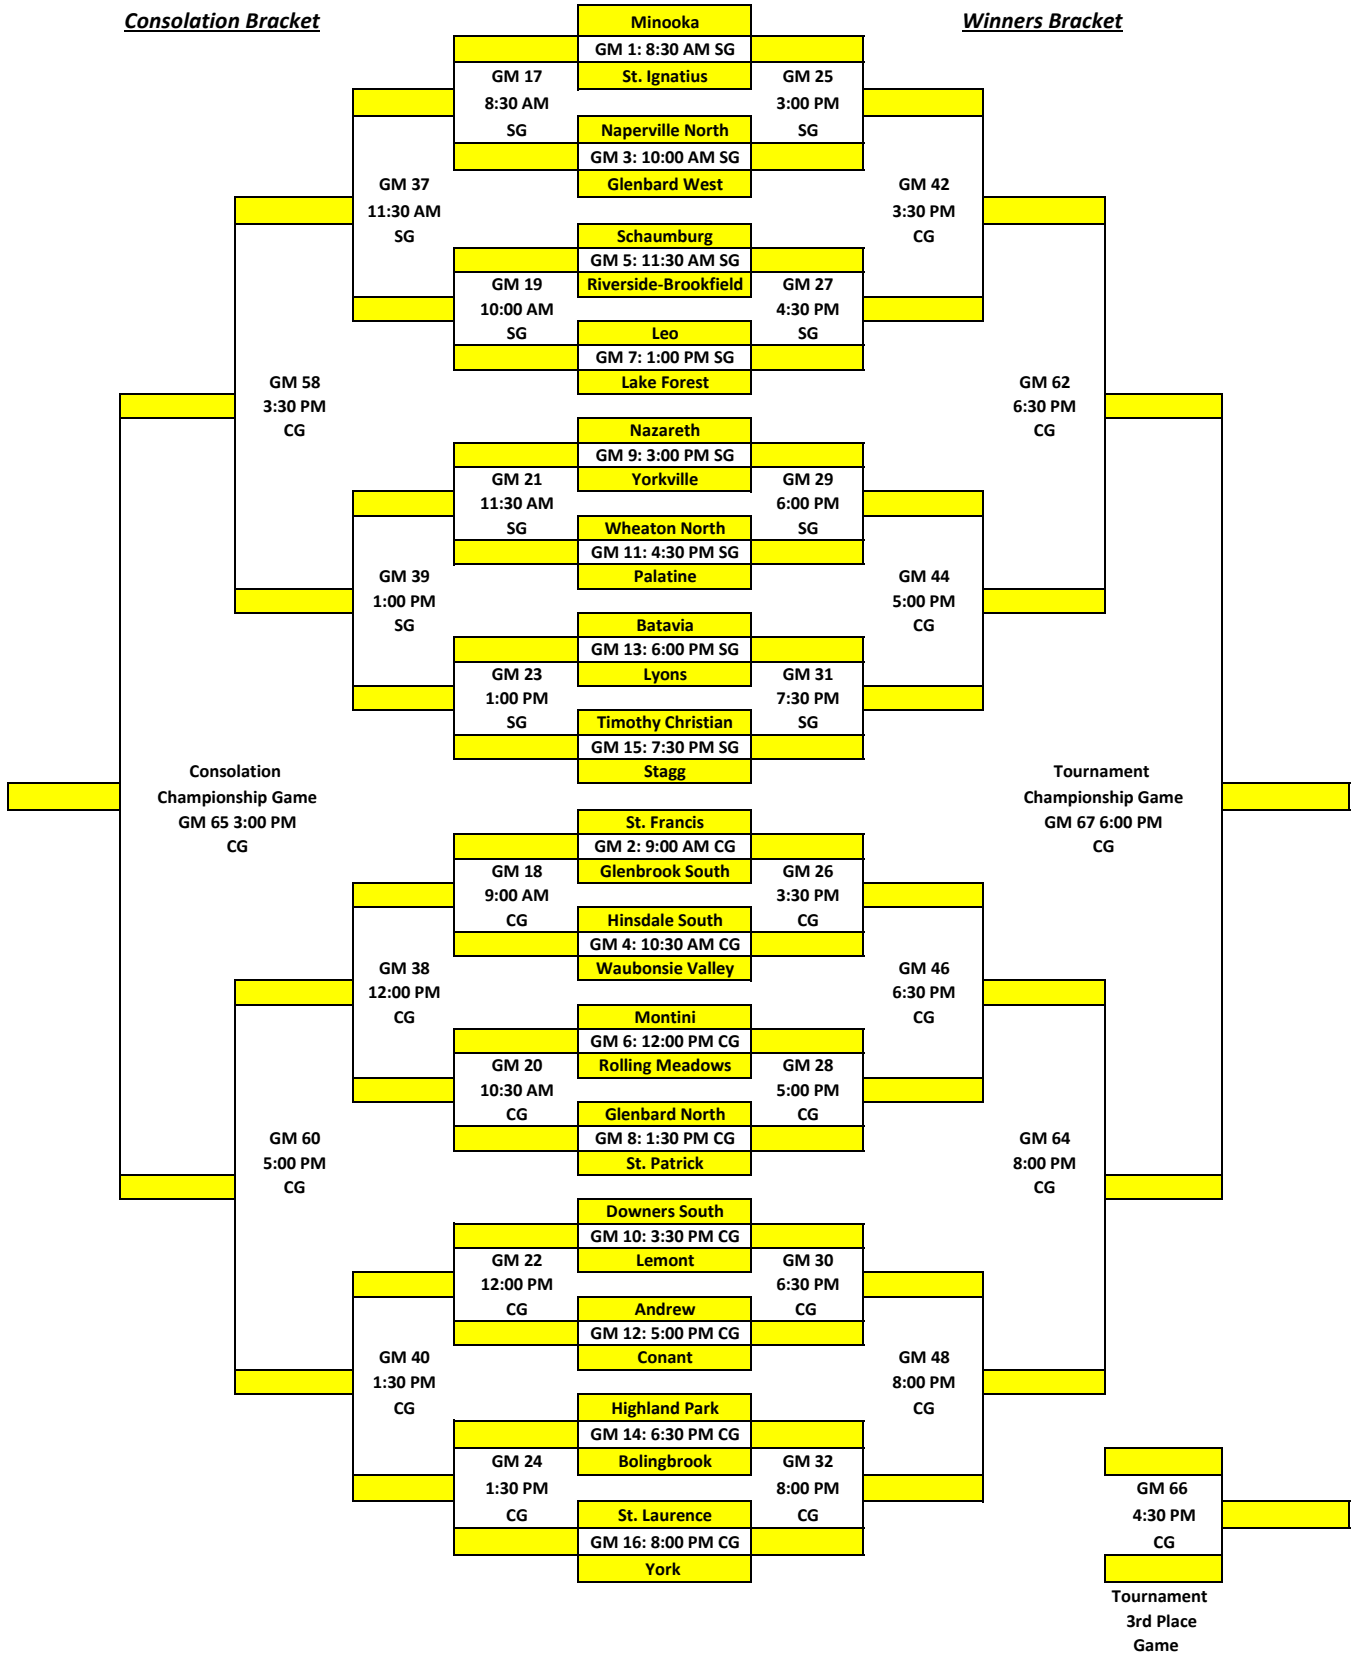 Consolation Bracket
Minooka
Winners Bracket
GM 1: 8:30 AM SG
GM 17
St. Ignatius
GM 25
8:30 AM
3:00 PM
SG
Naperville North
SG
GM 3: 10:00 AM SG
GM 37
Glenbard West
GM 42
11:30 AM
3:30 PM
SG
Schaumburg
CG
GM 5: 11:30 AM SG
GM 19
Riverside-Brookfield
GM 27
10:00 AM
4:30 PM
SG
Leo
SG
GM 7: 1:00 PM SG
GM 58
Lake Forest
GM 62
3:30 PM
6:30 PM
CG
Nazareth
CG
GM 9: 3:00 PM SG
GM 21
Yorkville
GM 29
11:30 AM
6:00 PM
SG
Wheaton North
SG
GM 11: 4:30 PM SG
GM 39
Palatine
GM 44
1:00 PM
5:00 PM
SG
Batavia
CG
GM 13: 6:00 PM SG
GM 23
Lyons
GM 31
1:00 PM
7:30 PM
SG
Timothy Christian
SG
GM 15: 7:30 PM SG
Consolation
Stagg
Tournament
Championship Game
Championship Game
GM 65 3:00 PM
St. Francis
GM 67 6:00 PM
CG
GM 2: 9:00 AM CG
CG
GM 18
Glenbrook South
GM 26
9:00 AM
3:30 PM
CG
Hinsdale South
CG
GM 4: 10:30 AM CG
GM 38
Waubonsie Valley
GM 46
12:00 PM
6:30 PM
CG
Montini
CG
GM 6: 12:00 PM CG
GM 20
Rolling Meadows
GM 28
10:30 AM
5:00 PM
CG
Glenbard North
CG
GM 60
GM 8: 1:30 PM CG
GM 64
5:00 PM
St. Patrick
8:00 PM
CG
CG
Downers South
GM 10: 3:30 PM CG
GM 22
Lemont
GM 30
12:00 PM
6:30 PM
CG
Andrew
CG
GM 12: 5:00 PM CG
GM 40
Conant
GM 48
1:30 PM
8:00 PM
CG
Highland Park
CG
GM 14: 6:30 PM CG
GM 24
Bolingbrook
GM 32
1:30 PM
8:00 PM
GM 66
CG
St. Laurence
CG
4:30 PM
GM 16: 8:00 PM CG
CG
York
Tournament
3rd Place
Game